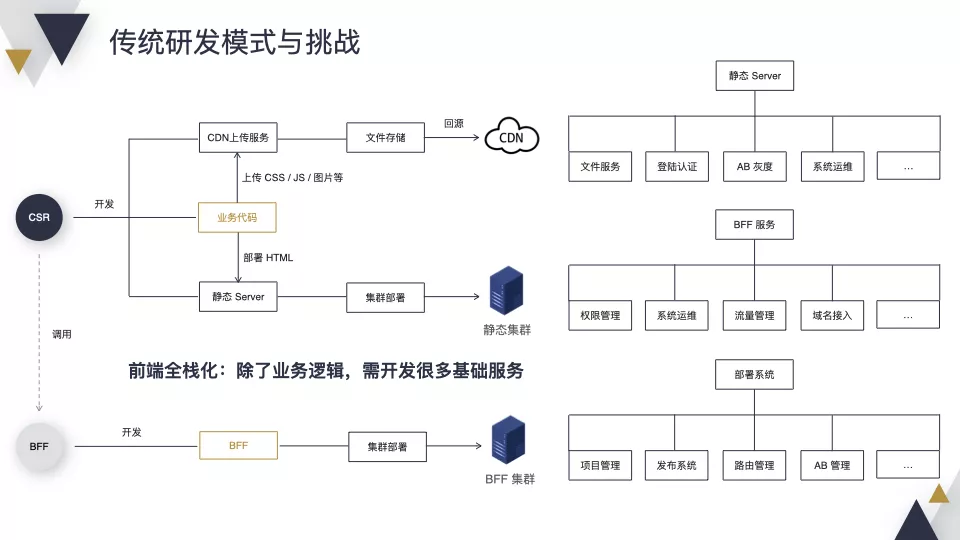 传统研发模式与挑战
CSR
开发
调用
BFF
CDN上传服务
文件存储
回源
CDN
上传 CSS / JS / 图片等
业务代码
部署 HTML
静态 Server
集群部署
静态集群
前端全栈化：除了业务逻辑，需开发很多基础服务
开发
BFF
集群部署
BFF 集群
静态 Server
文件服务
登陆认证
AB 灰度
系统运维
...
BFF 服务
权限管理
系统运维
流量管理
域名接入
...
部署系统
项目管理
发布系统
路由管理
AB 管理
...